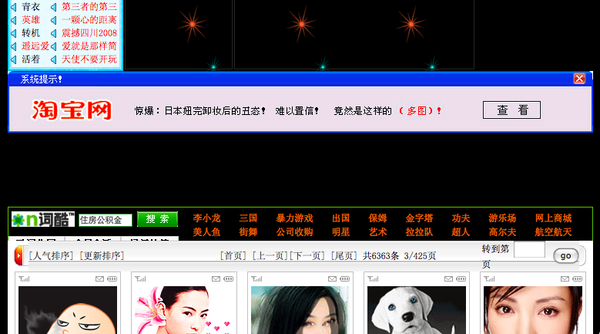 青衣 第三者的第三
英雄 一颗心的距离
转机 震撼四川2008
遥远爱 爱就是那样简
活着 天使不要开玩
系统提示!
淘宝网 惊爆:日本纽完卸妆后的丑态! 难以置信! 竟然是这样的(多图)! 查 看
n词酷™ 住房公积金 搜 索 李小龙 三国 暴力游戏 出国 保姆 金字塔 功夫 游乐场 网上商城
美人鱼 街舞 公司收购 明星 艺术 拉拉队 超人 高尔夫 航空航天
[人气排序] [更新排序] [首页] [上一页][下一页] [尾页] 共6363条 3/425页 转到第 页 go